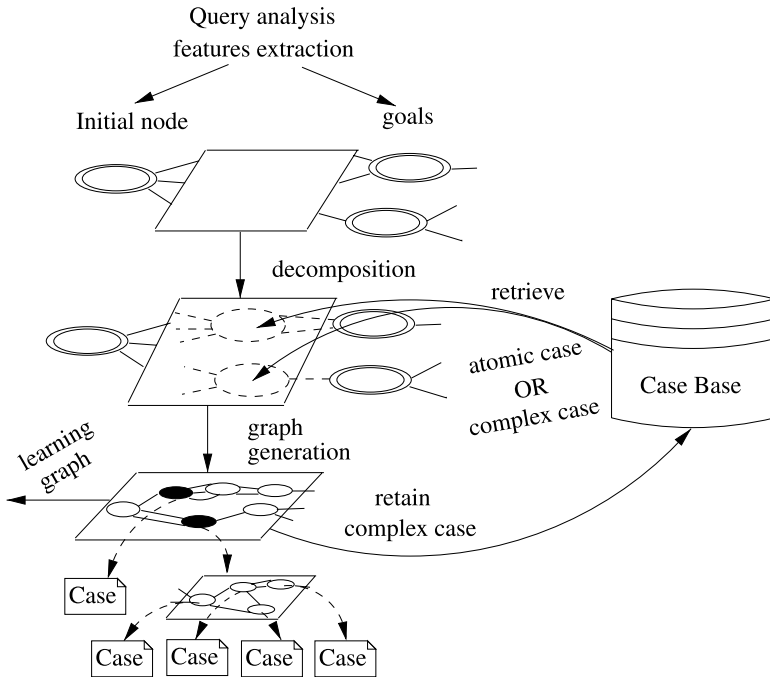 Query analysis
features extraction
Initial node
goals
decomposition
retrieve
atomic case
OR
complex case
Case Base
learning
graph
graph
generation
retain
complex case
Case
Case
Case
Case
Case